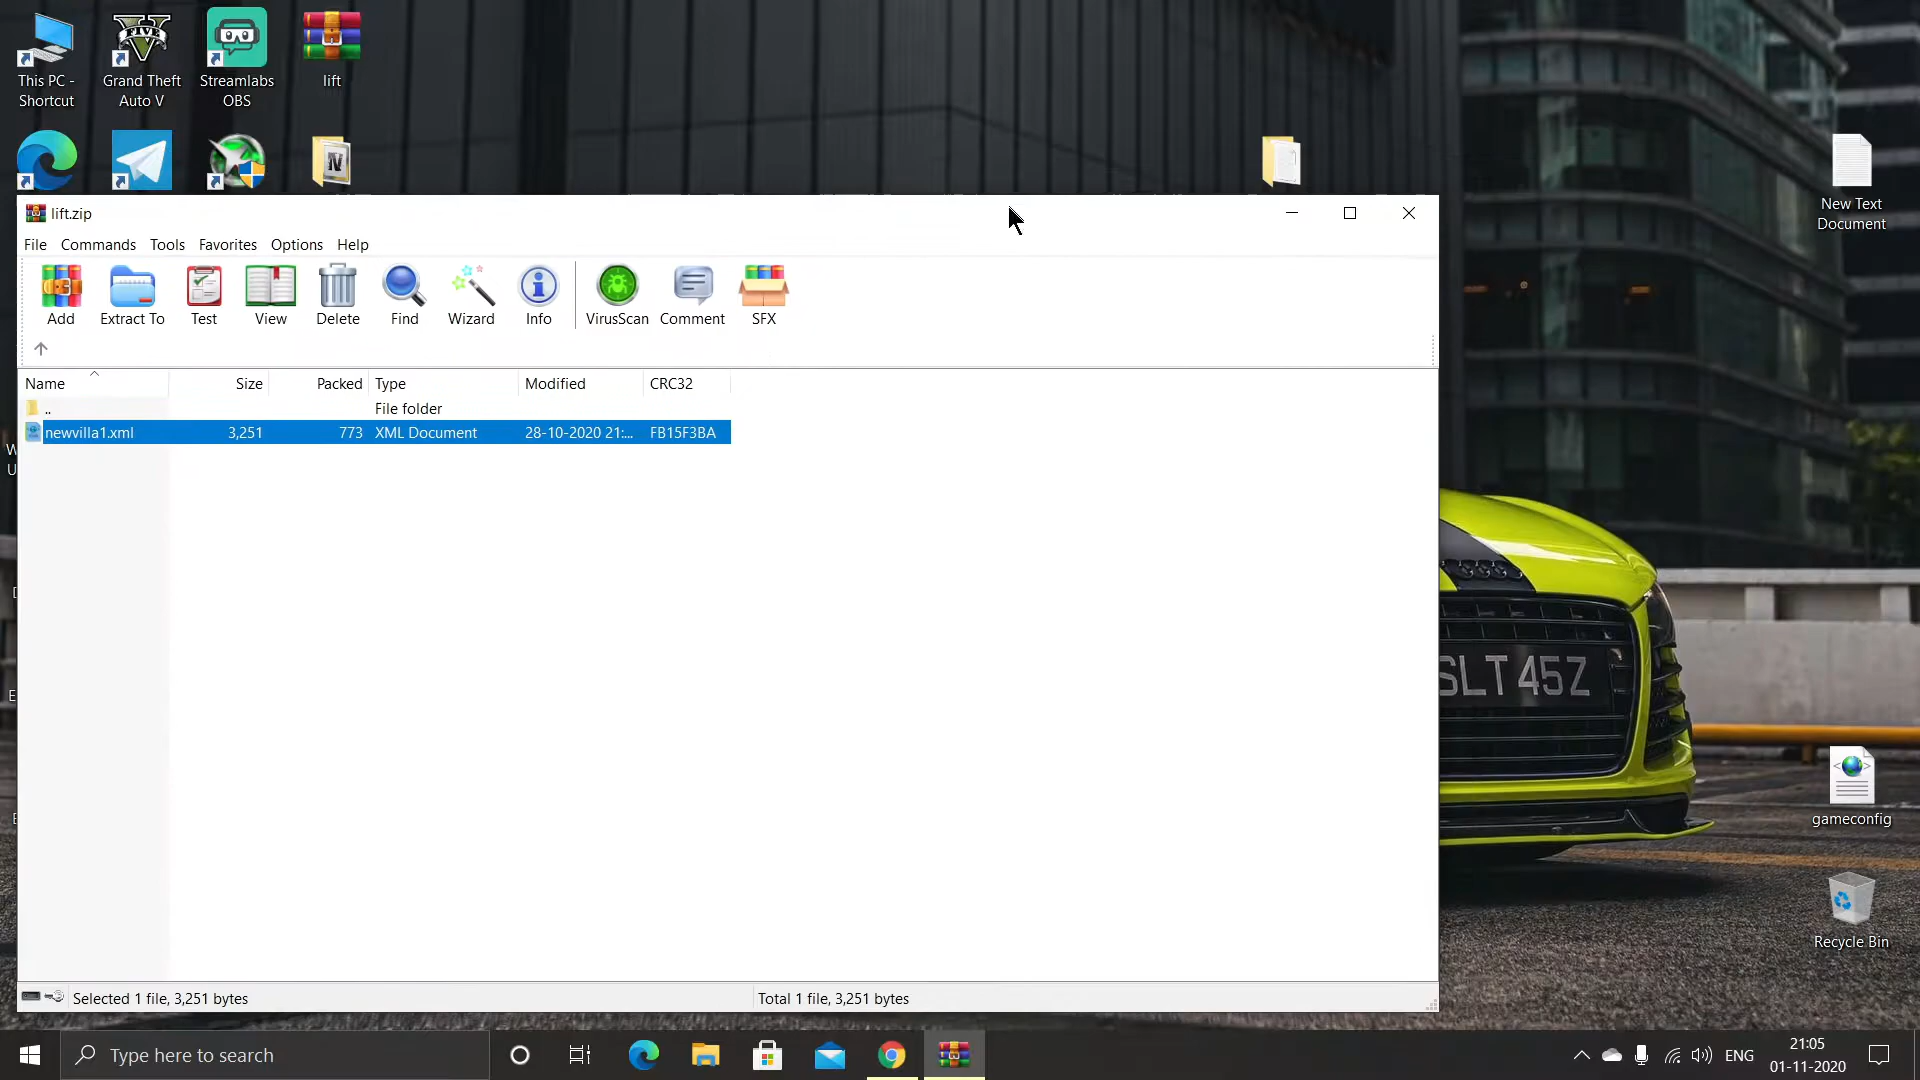 This PC -
Shortcut
Grand Theft
Auto V
FIVE
Streamlabs
OBS
lift
N
New Text
Document
lift.zip
File Commands Tools Favorites Options Help
Add Extract To Test View Delete Find Wizard Info VirusScan Comment SFX
Name Size Packed Type Modified CRC32
.. File folder
newvilla1.xml 3,251 773 XML Document 28-10-2020 21:... FB15F3BA
W
U
E
SLT 45Z
gameconfig
Recycle Bin
Selected 1 file, 3,251 bytes
Total 1 file, 3,251 bytes
Type here to search
ENG
21:05
01-11-2020